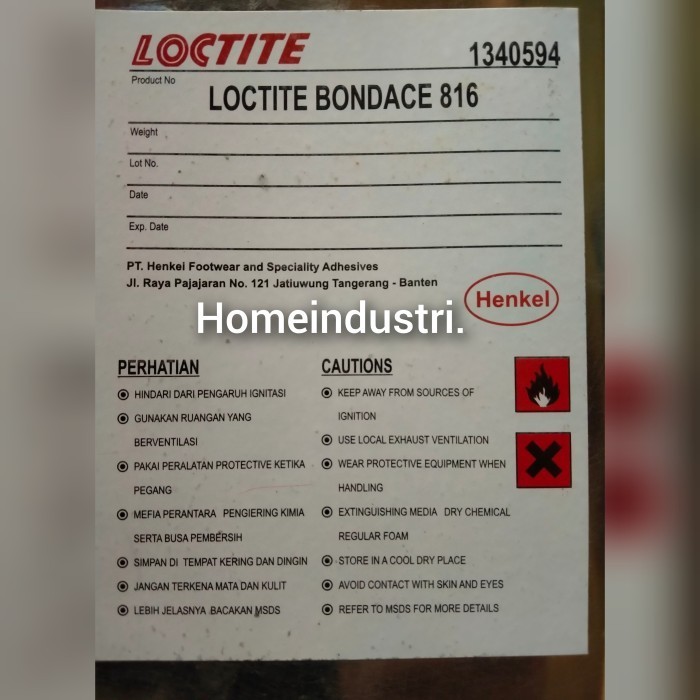 LOCTITE
1340594
Product No
LOCTITE BONDACE 816
Weight
Lot No.
Date
Exp. Date
PT. Henkel Footwear and Speciality Adhesives
Jl. Raya Pajajaran No. 121 Jatiuwung Tangerang - Banten
Henkel
Homeindustri.
PERHATIAN
HINDARI DARI PENGARUH IGNITASI
GUNAKAN RUANGAN YANG
BERVENTILASI
PAKAI PERALATAN PROTECTIVE KETIKA
PEGANG
MEFIA PERANTARA PENGIERING KIMIA
SERTA BUSA PEMBERSIH
SIMPAN DI TEMPAT KERING DAN DINGIN
JANGAN TERKENA MATA DAN KULIT
LEBIH JELASNYA BACAKAN MSDS
CAUTIONS
KEEP AWAY FROM SOURCES OF
IGNITION
USE LOCAL EXHAUST VENTILATION
WEAR PROTECTIVE EQUIPMENT WHEN
HANDLING
EXTINGUISHING MEDIA DRY CHEMICAL
REGULAR FOAM
STORE IN A COOL DRY PLACE
AVOID CONTACT WITH SKIN AND EYES
REFER TO MSDS FOR MORE DETAILS